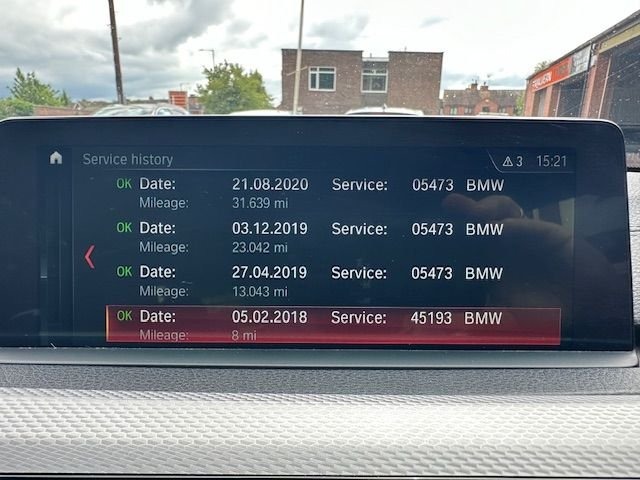 Service history 3 15:21
OK Date: 21.08.2020 Service: 05473 BMW
Mileage: 31.639 mi
OK Date: 03.12.2019 Service: 05473 BMW
Mileage: 23.042 mi
OK Date: 27.04.2019 Service: 05473 BMW
Mileage: 13.043 mi
OK Date: 05.02.2018 Service: 45193 BMW
Mileage: 8 mi